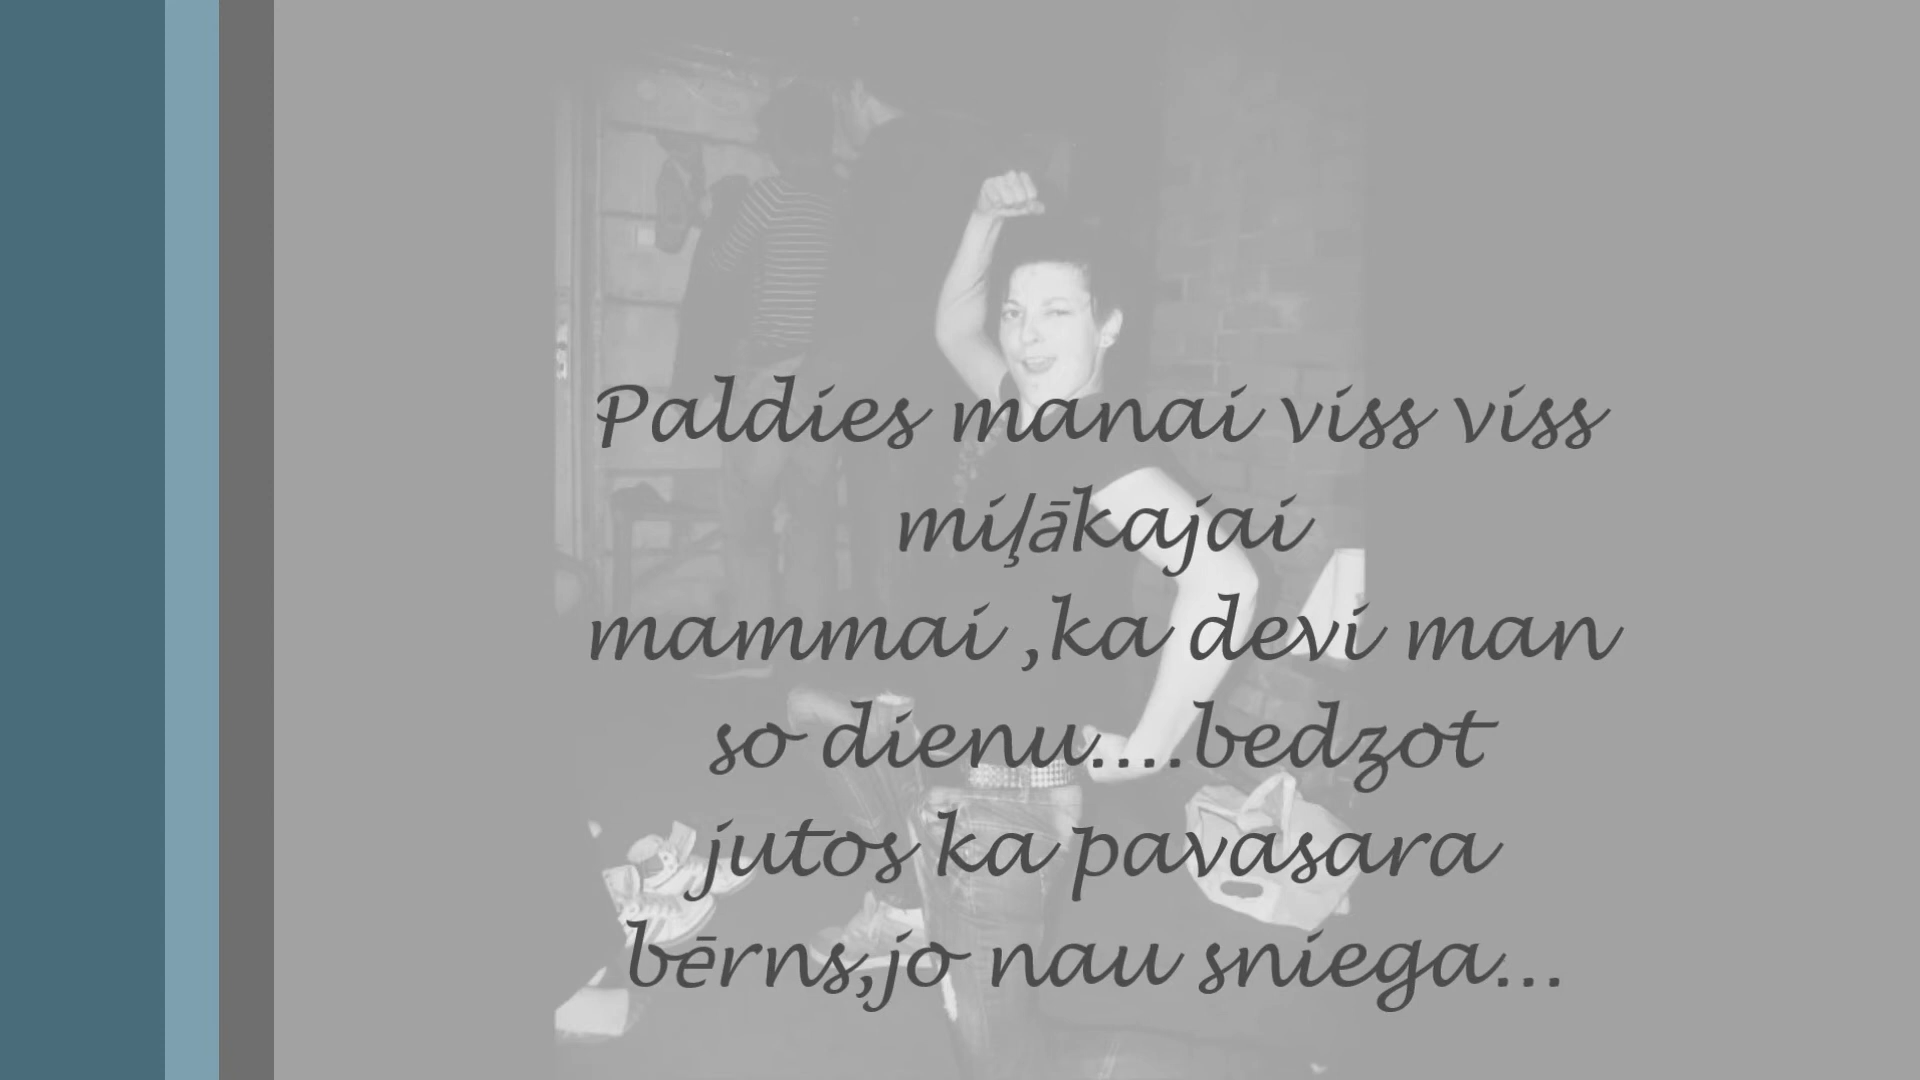 Paldies manai viss viss
miļākajai
mammai ,ka devi man
so dienu....bedzot
jutos ka pavasara
bērns,jo nau sniega...